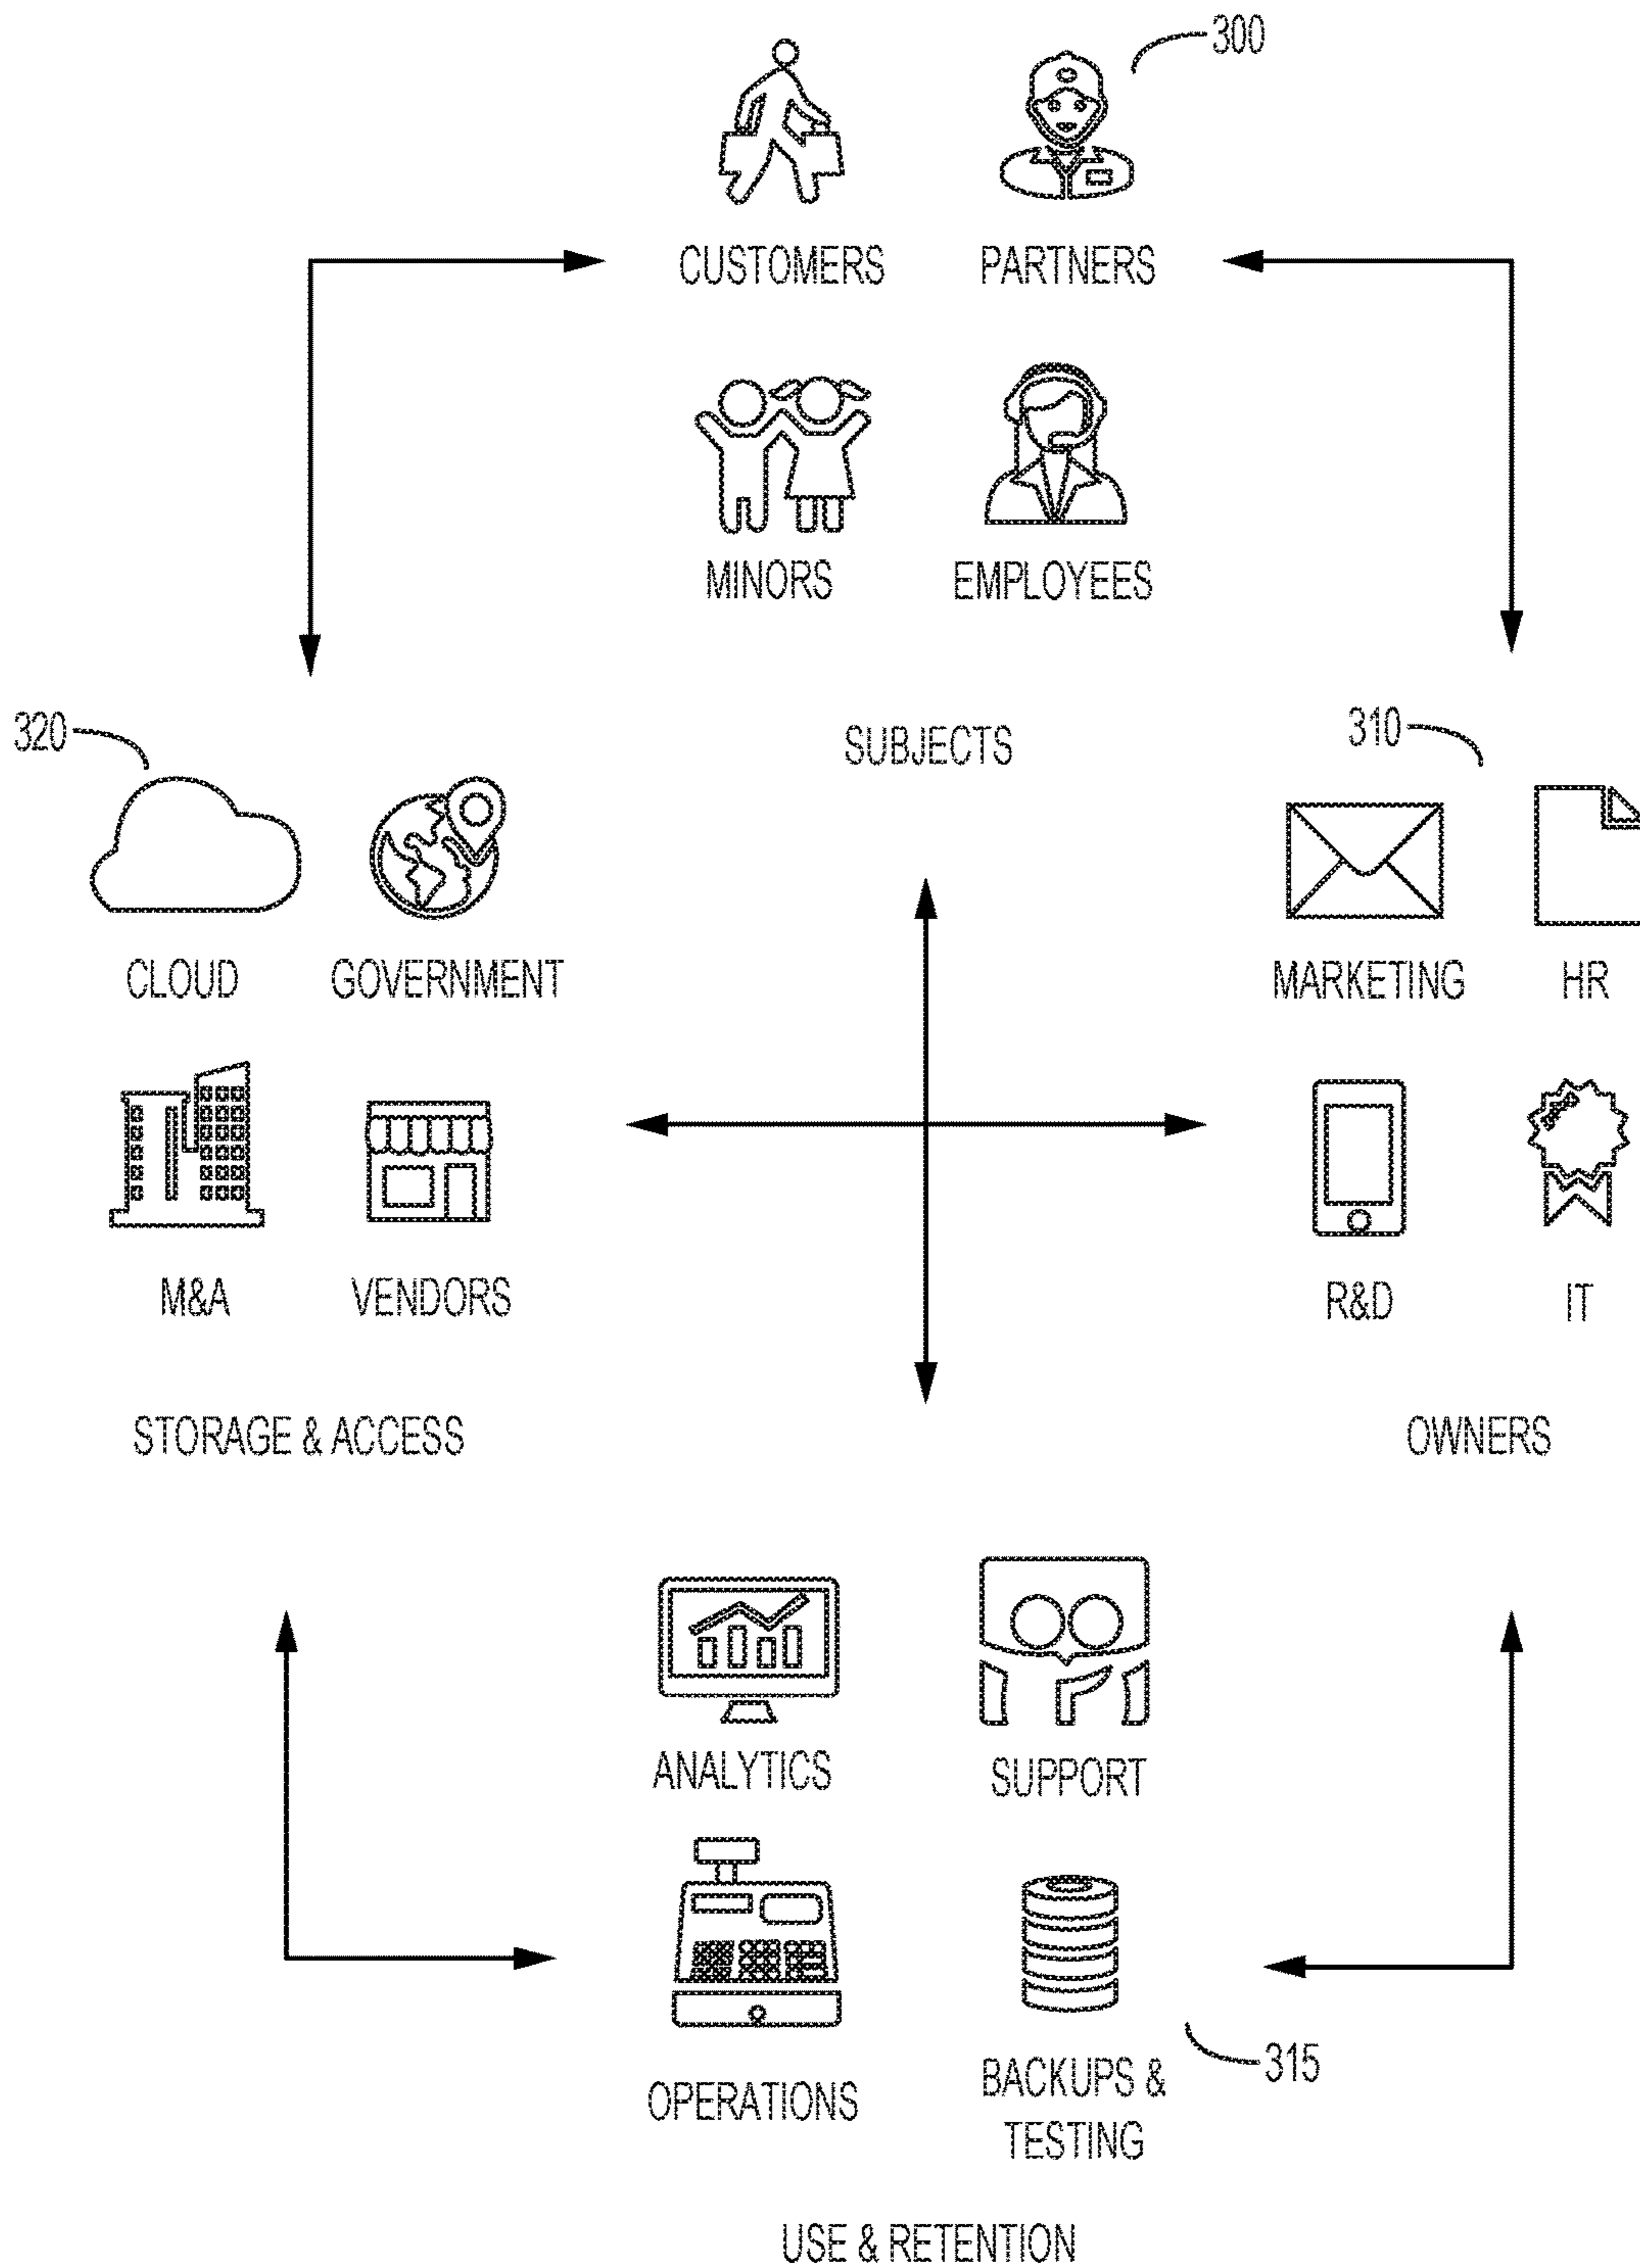 300
CUSTOMERS PARTNERS
MINORS EMPLOYEES
SUBJECTS
320
310
CLOUD GOVERNMENT
MARKETING HR
M&A VENDORS
R&D IT
STORAGE & ACCESS
OWNERS
ANALYTICS SUPPORT
OPERATIONS
BACKUPS &
TESTING
315
USE & RETENTION